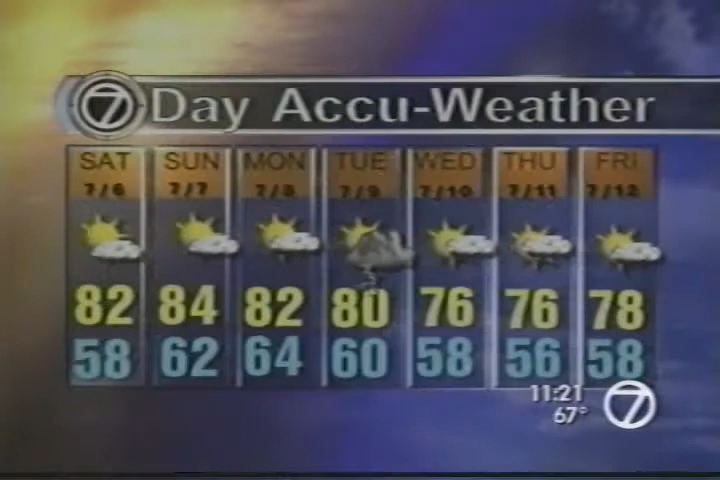 7 Day Accu-Weather
SAT SUN MON TUE WED THU FRI
7/6 7/7 7/8 7/9 7/10 7/11 7/12
82 84 82 80 76 76 78
58 62 64 60 58 56 58
11:21
67° 7